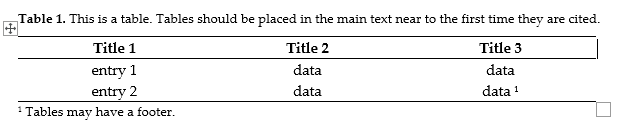 Table 1. This is a table. Tables should be placed in the main text near to the first time they are cited.
Title 1 Title 2 Title 3
entry 1 data data
entry 2 data data ¹
¹ Tables may have a footer.